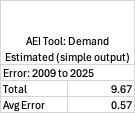 AEI Tool: Demand
Estimated (simple output)
Error: 2009 to 2025
Total 9.67
Avg Error 0.57